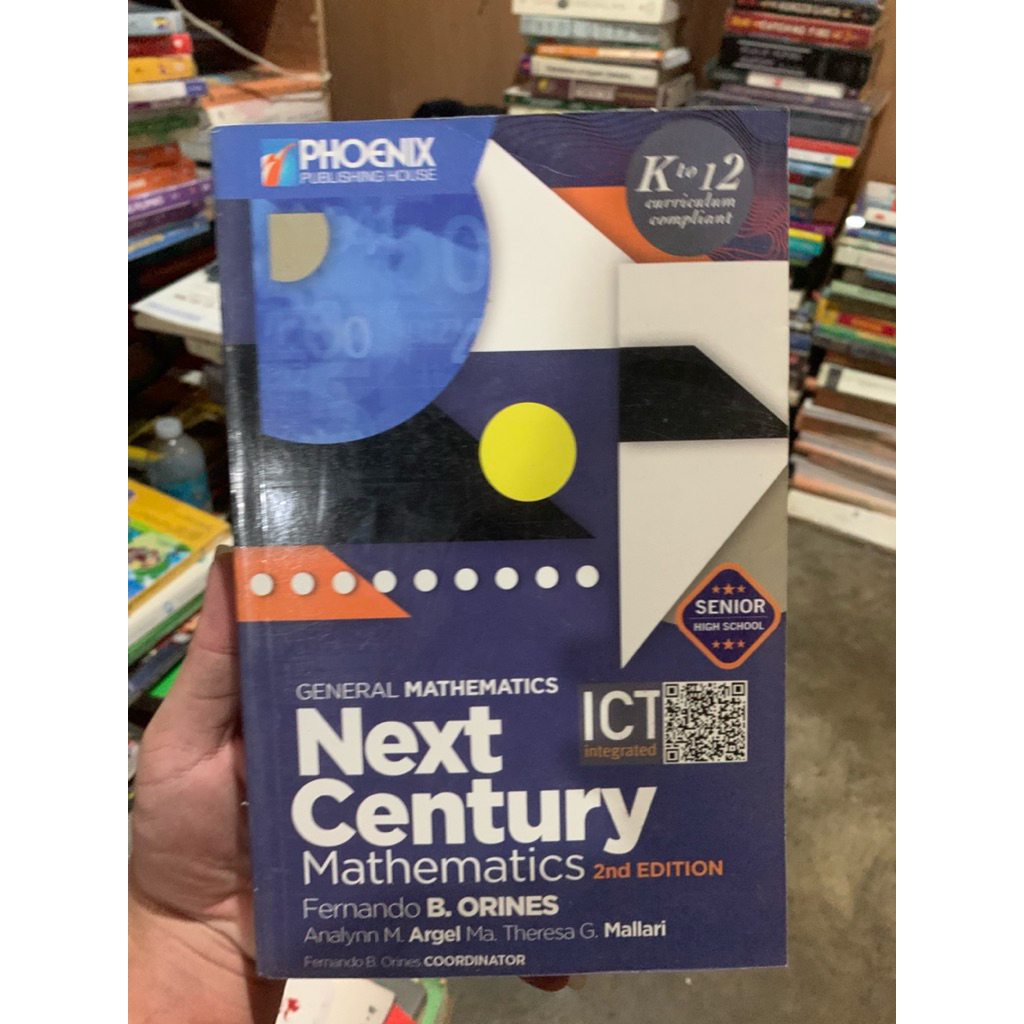 PHOENIX
PUBLISHING HOUSE
K to 12
curriculum
compliant
SENIOR
HIGH SCHOOL
GENERAL MATHEMATICS
ICT
integrated
Next
Century
Mathematics 2nd EDITION
Fernando B. ORINES
Analynn M. Argel Ma. Theresa G. Mallari
Fernando B. Orines COORDINATOR